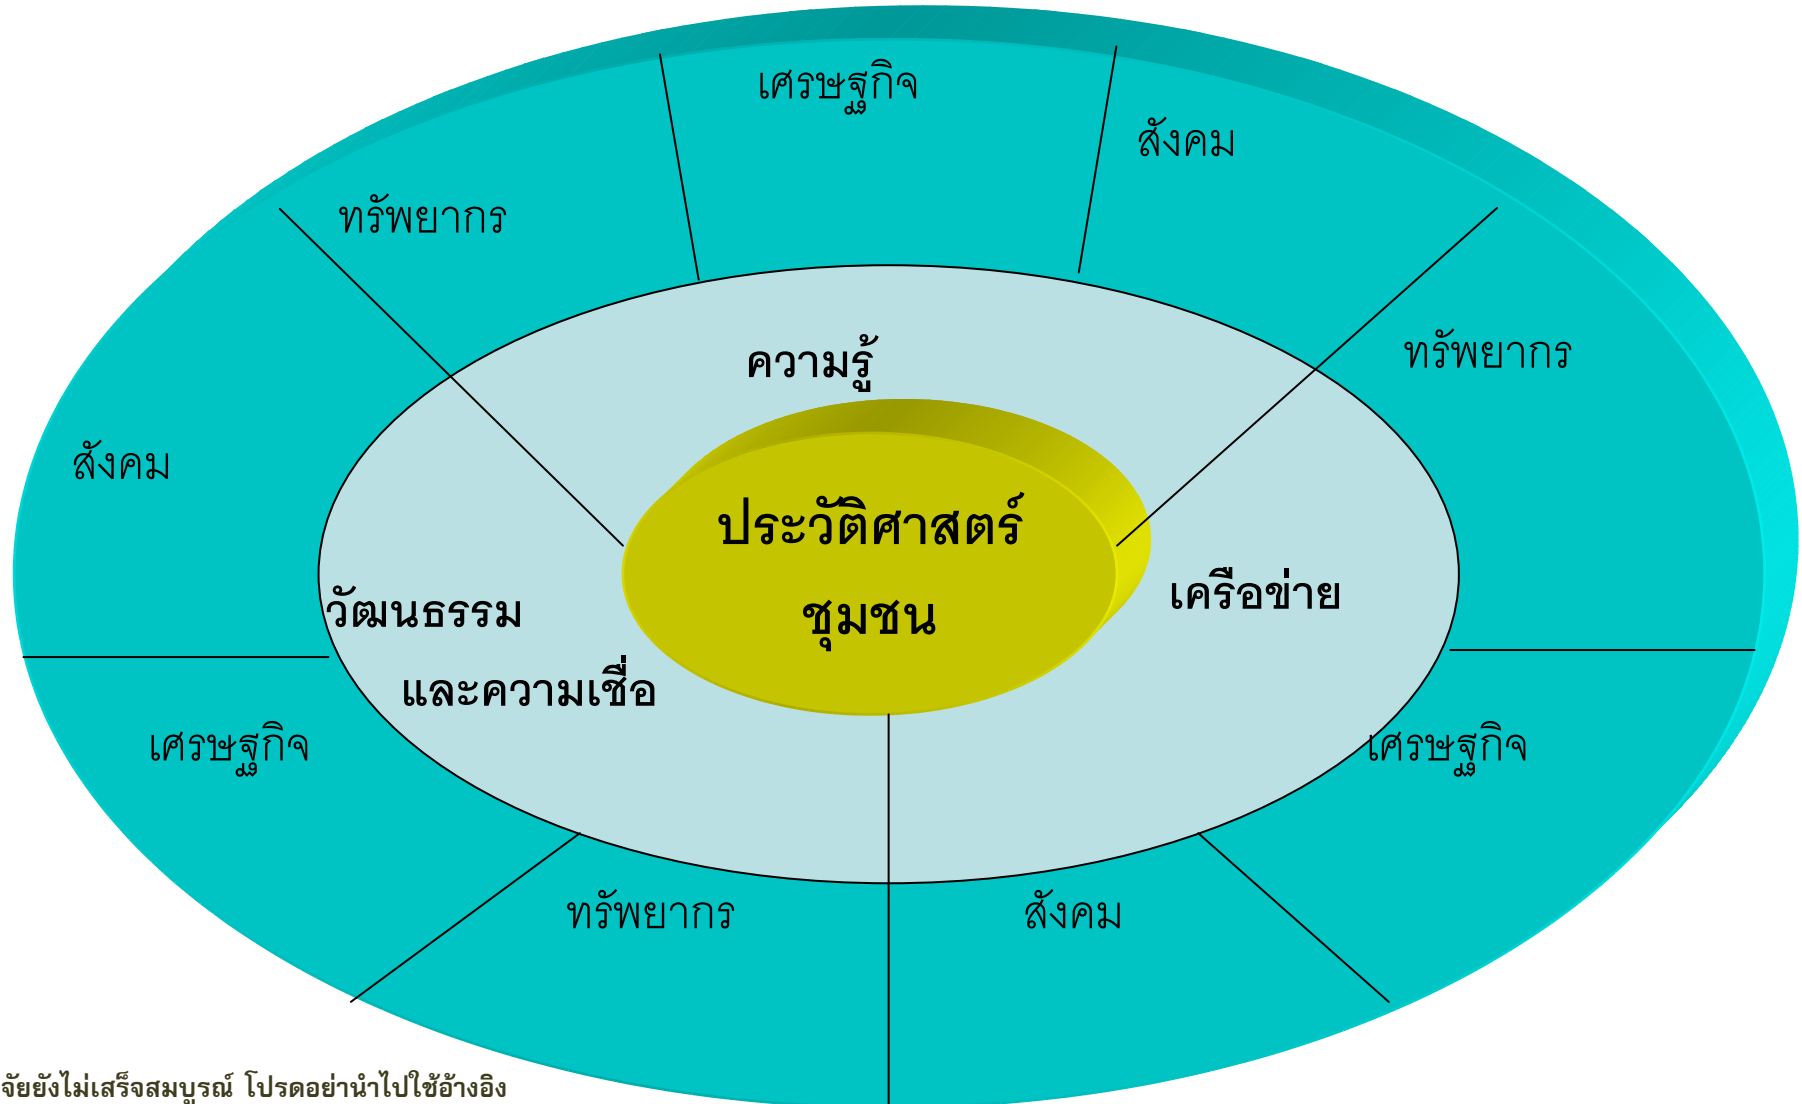 เศรษฐกิจ
สังคม
ทรัพยากร
ทรัพยากร
ความรู้
สังคม
ประวัติศาสตร์
ชุมชน
เครือข่าย
วัฒนธรรม
และความเชื่อ
เศรษฐกิจ
เศรษฐกิจ
ทรัพยากร
สังคม
จัยยังไม่เสร็จสมบูรณ์ โปรดอย่านำไปใช้อ้างอิง